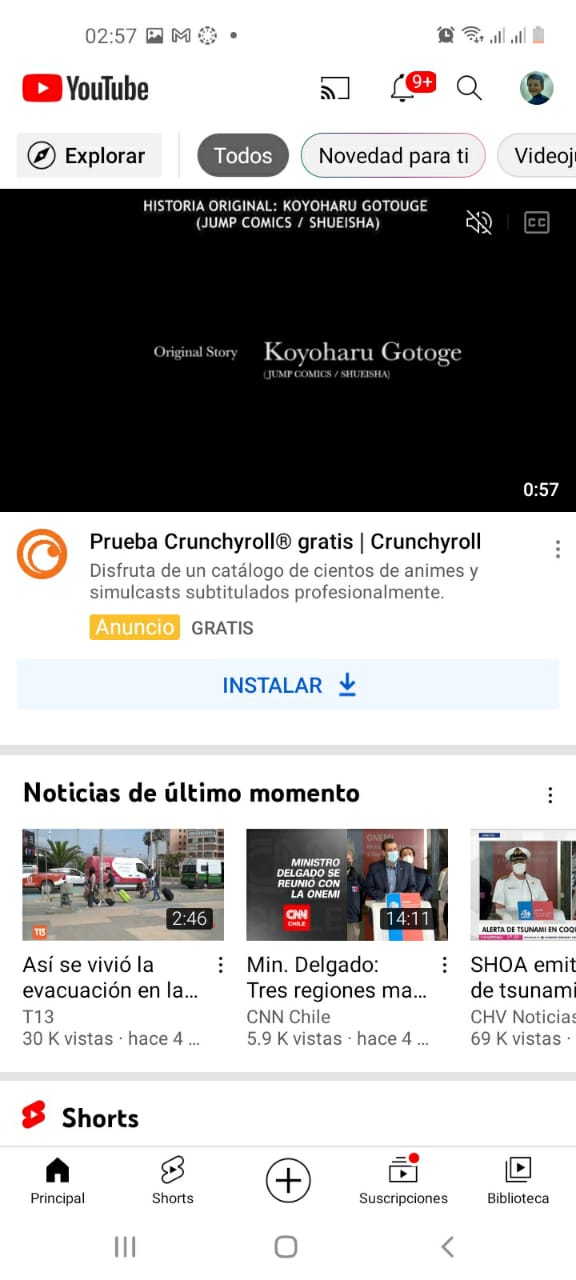 02:57
YouTube
9+
Explorar
Todos
Novedad para ti
Videoj
HISTORIA ORIGINAL: KOYOHARU GOTOUGE
(JUMP COMICS / SHUEISHA)
CC
Original Story Koyoharu Gotoge
(JUMP COMICS / SHUEISHA)
0:57
Prueba Crunchyroll® gratis | Crunchyroll
Disfruta de un catálogo de cientos de animes y
simulcasts subtitulados profesionalmente.
Anuncio GRATIS
INSTALAR
Noticias de último momento
T13
2:46
Así se vivió la
evacuación en la...
T13
30 K vistas · hace 4 ...
MINISTRO
DELGADO SE
REUNIÓ CON
LA ONEMI
CNN
CHILE
ONEMI
14:11
Min. Delgado:
Tres regiones ma...
CNN Chile
5.9 K vistas · hace 4 ...
ALERTA DE TSUNAMI EN COQU
SHOA emit
de tsunami
CHV Noticias
69 K vistas ·
Shorts
Principal
Shorts
Suscripciones
Biblioteca